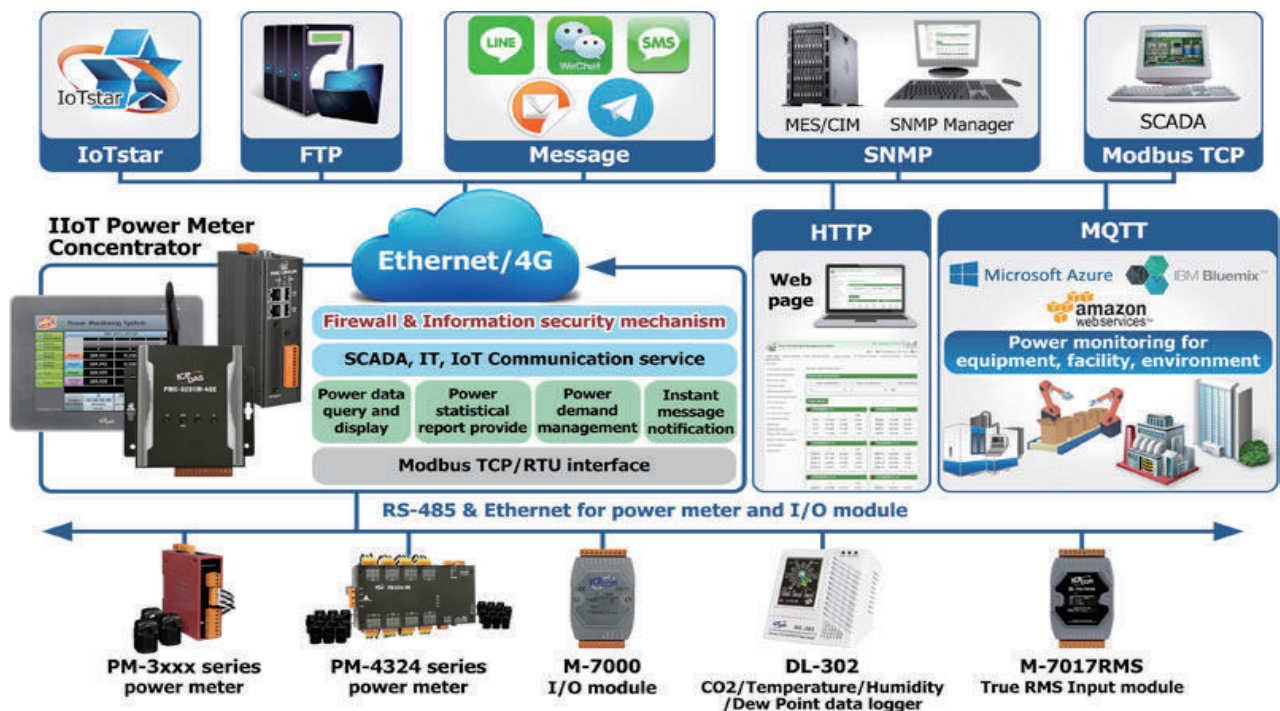 IoTstar
IoTstar
FTP
LINE
WeChat
SMS
Message
MES/CIM
SNMP Manager
SNMP
SCADA
Modbus TCP
IIoT Power Meter
Concentrator
Ethernet/4G
Firewall & Information security mechanism
SCADA, IT, IoT Communication service
Power data
query and
display
Power
statistical
report provide
Power
demand
management
Instant
message
notification
Modbus TCP/RTU interface
Power Monitoring System
ICP
DAS
HTTP
Web
page
MQTT
Microsoft Azure
IBM Bluemix™
amazon
webservices™
Power monitoring for
equipment, facility, environment
RS-485 & Ethernet for power meter and I/O module
PM-3xxx series
power meter
PM-4324 series
power meter
M-7000
I/O module
DL-302
CO2/Temperature/Humidity
/Dew Point data logger
M-7017RMS
True RMS Input module